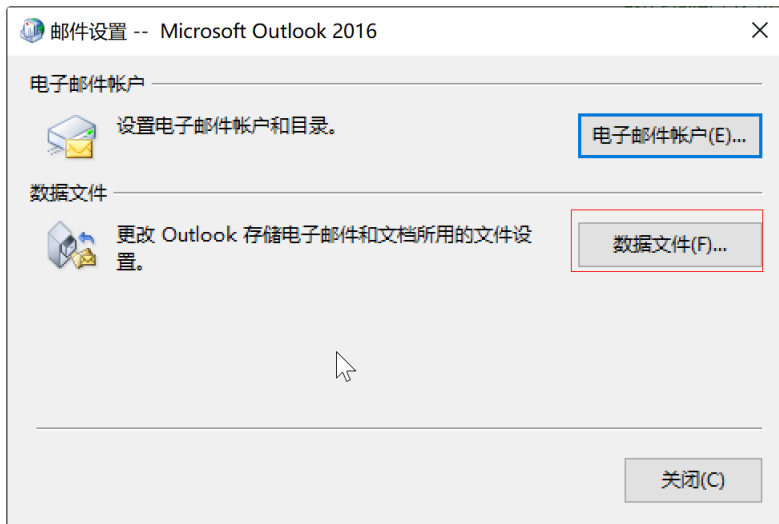 邮件设置 -- Microsoft Outlook 2016
电子邮件帐户
设置电子邮件帐户和目录。
电子邮件帐户(E)...
数据文件
更改 Outlook 存储电子邮件和文档所用的文件设
置。
数据文件(F)...
关闭(C)